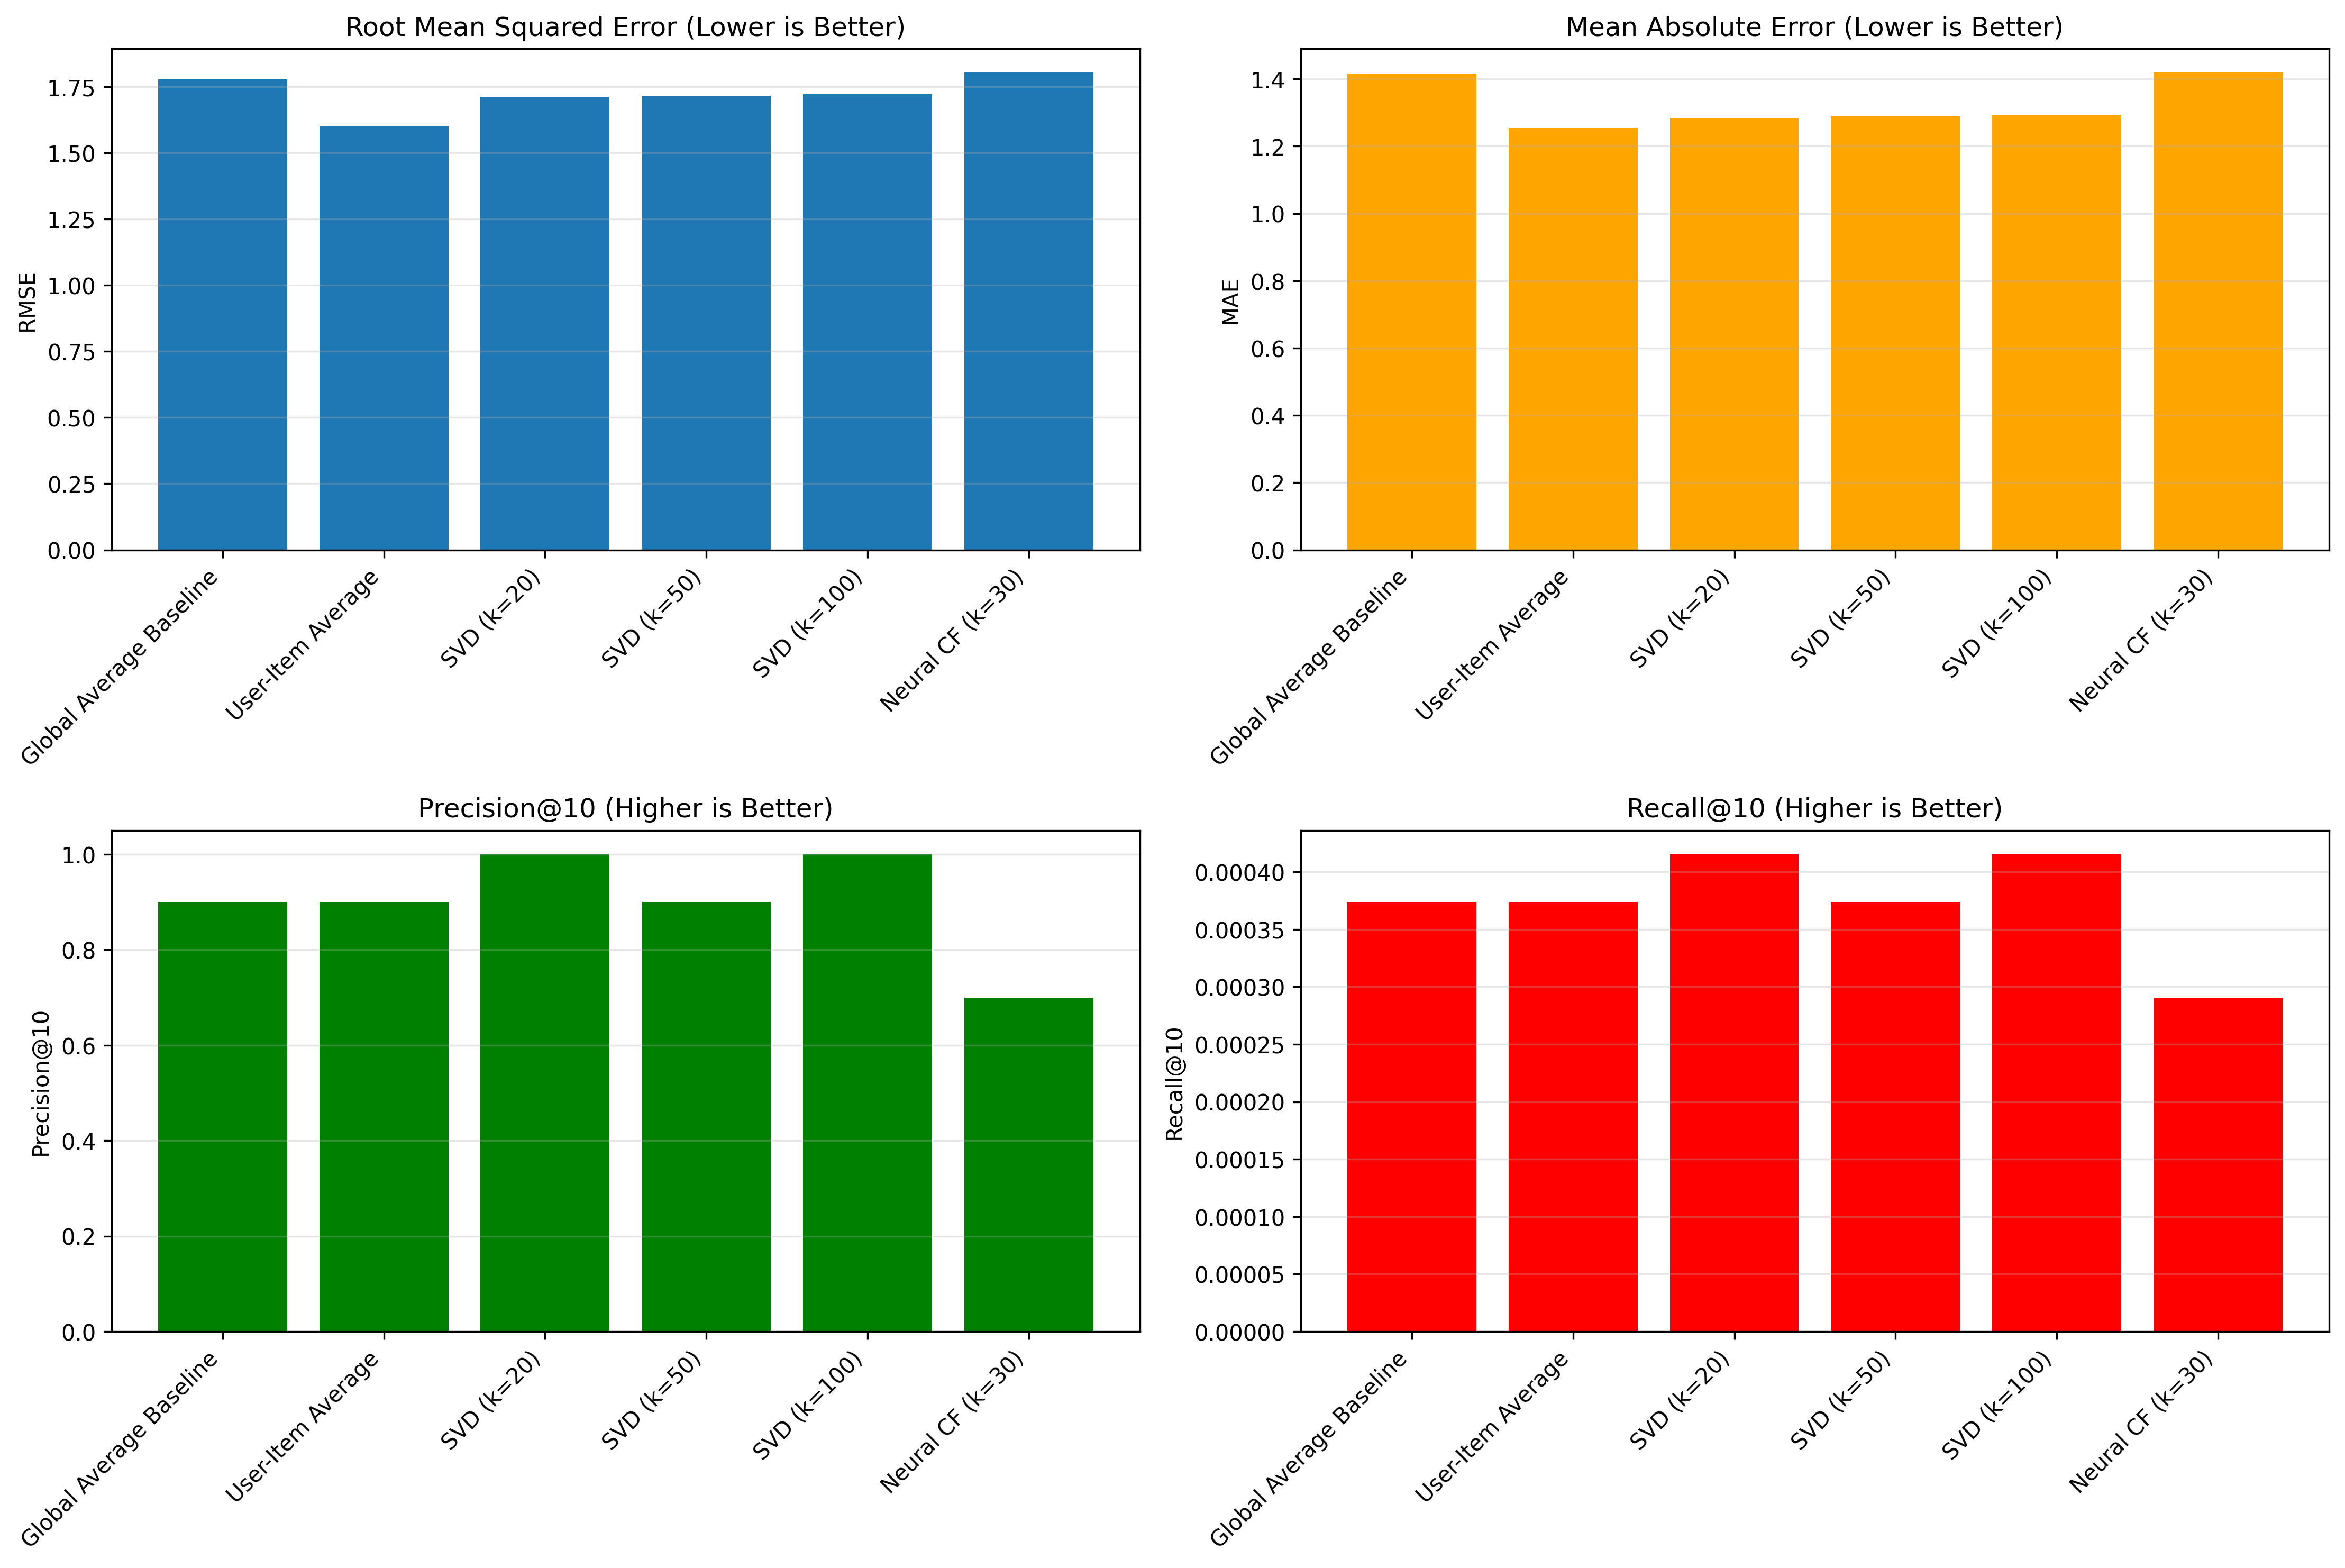 Root Mean Squared Error (Lower is Better)
RMSE
1.75
1.50
1.25
1.00
0.75
0.50
0.25
0.00
Global Average Baseline
User-Item Average
SVD (k=20)
SVD (k=50)
SVD (k=100)
Neural CF (k=30)
Mean Absolute Error (Lower is Better)
MAE
1.4
1.2
1.0
0.8
0.6
0.4
0.2
0.0
Global Average Baseline
User-Item Average
SVD (k=20)
SVD (k=50)
SVD (k=100)
Neural CF (k=30)
Precision@10 (Higher is Better)
Precision@10
1.0
0.8
0.6
0.4
0.2
0.0
Global Average Baseline
User-Item Average
SVD (k=20)
SVD (k=50)
SVD (k=100)
Neural CF (k=30)
Recall@10 (Higher is Better)
Recall@10
0.00040
0.00035
0.00030
0.00025
0.00020
0.00015
0.00010
0.00005
0.00000
Global Average Baseline
User-Item Average
SVD (k=20)
SVD (k=50)
SVD (k=100)
Neural CF (k=30)